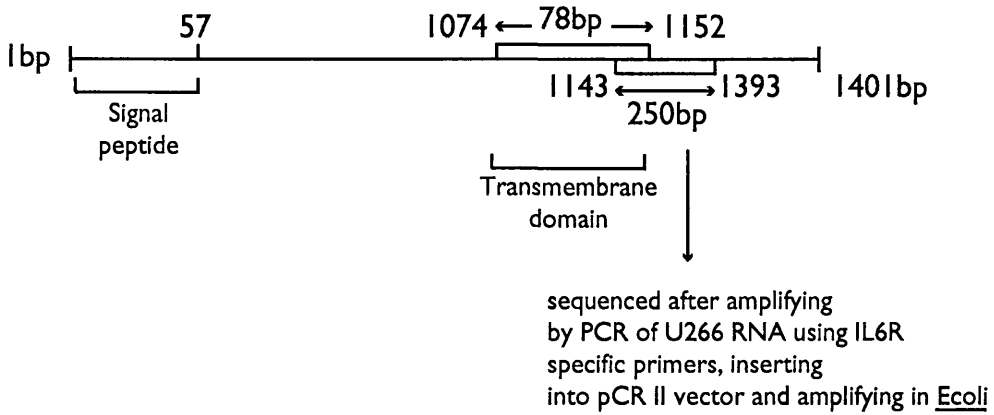 57
1074 78bp 1152
1bp
1143 1393 1401bp
250bp
Signal
peptide
Transmembrane
domain
sequenced after amplifying
by PCR of U266 RNA using IL6R
specific primers, inserting
into pCR II vector and amplifying in Ecoli